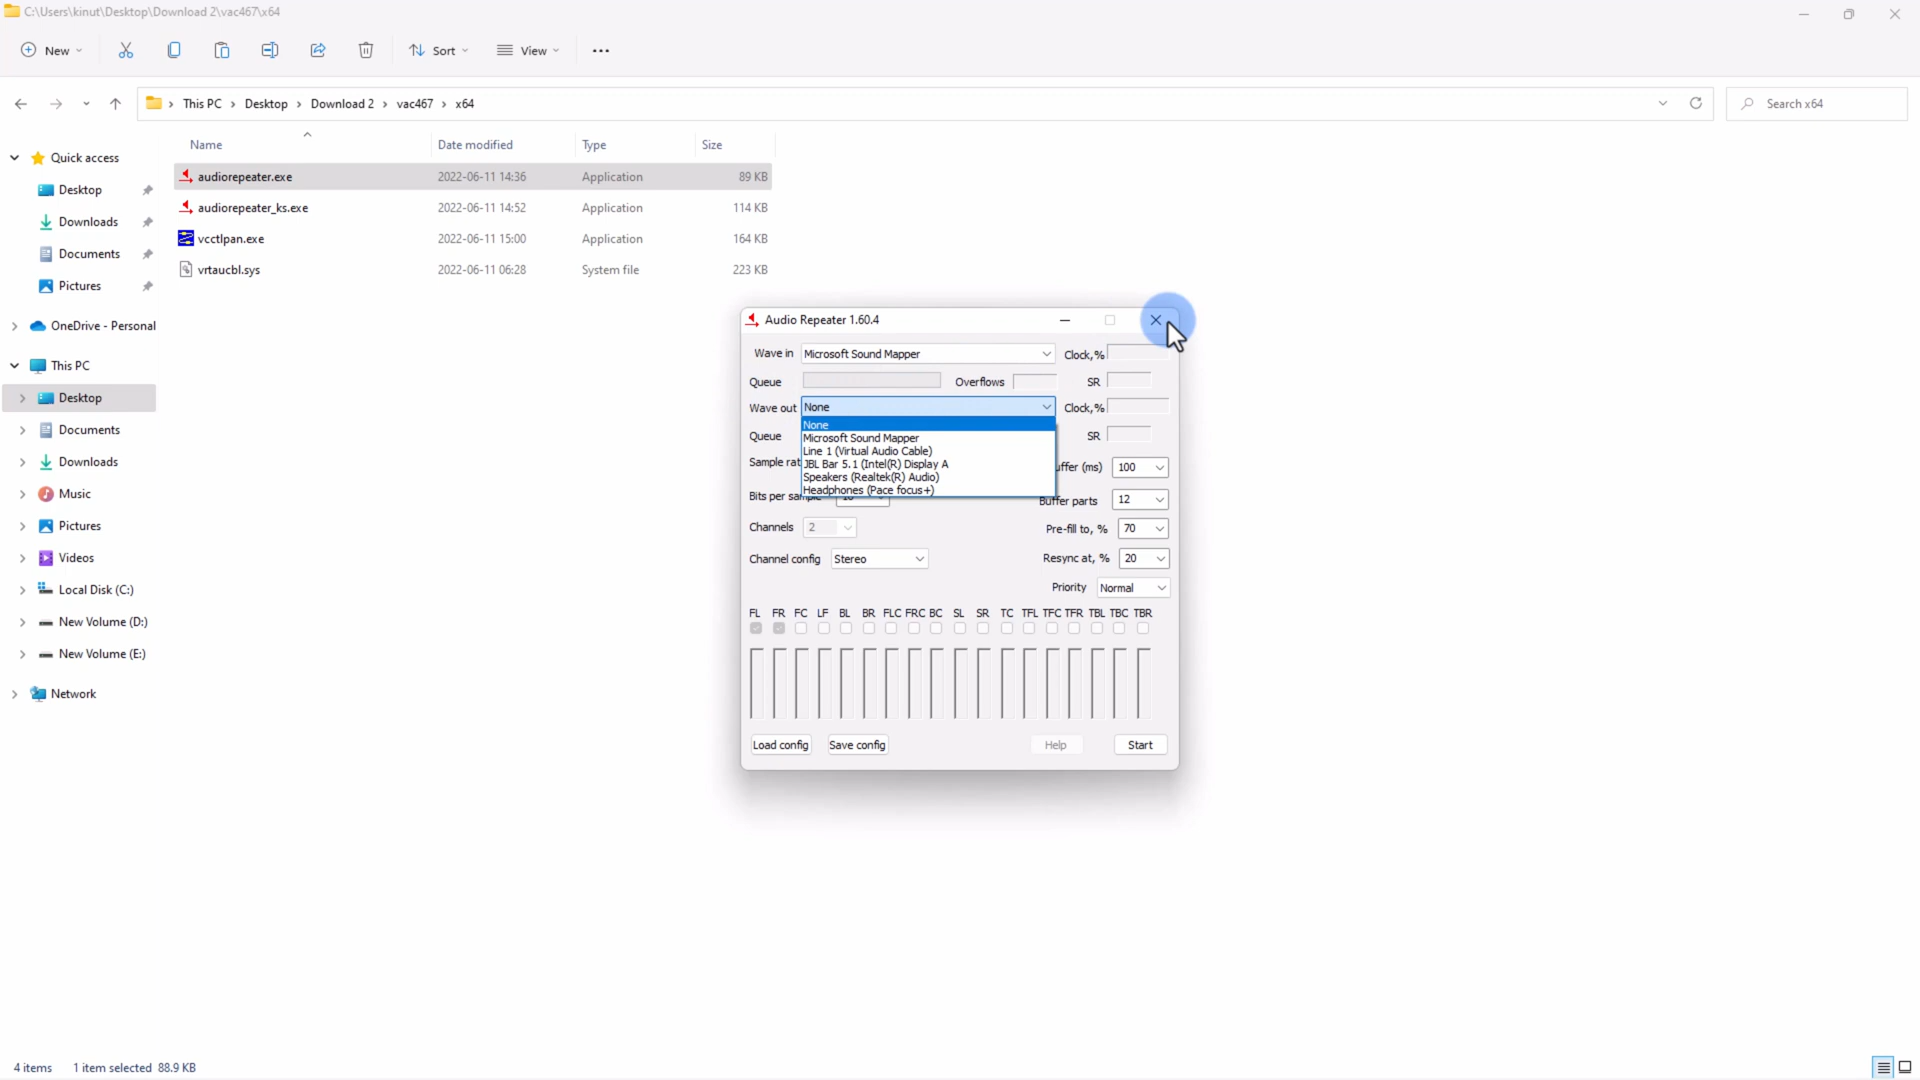 C:\Users\kinut\Desktop\Download 2\vac467\x64
New Sort View
This PC Desktop Download 2 vac467 x64 Search x64
Name Date modified Type Size
Quick access
Desktop
Downloads
Documents
Pictures
OneDrive - Personal
This PC
Desktop
Documents
Downloads
Music
Pictures
Videos
Local Disk (C:)
New Volume (D:)
New Volume (E:)
Network
audiorepeater.exe 2022-06-11 14:36 Application 89 KB
audiorepeater_ks.exe 2022-06-11 14:52 Application 114 KB
vcctlpan.exe 2022-06-11 15:00 Application 164 KB
vrtaucbl.sys 2022-06-11 06:28 System file 223 KB
Audio Repeater 1.60.4
Wave in Microsoft Sound Mapper Clock,%
Queue Overflows SR
Wave out None Clock,%
None
Microsoft Sound Mapper
Line 1 (Virtual Audio Cable)
JBL Bar 5.1 (Intel(R) Display A
Speakers (Realtek(R) Audio)
Headphones (Pace focus+)
Queue SR
Sample rat uffer (ms) 100
Bits per sample Buffer parts 12
Channels 2 Pre-fill to, % 70
Channel config Stereo Resync at, % 20
Priority Normal
FL FR FC LF BL BR FLC FRC BC SL SR TC TFL TFC TFR TBL TBC TBR
Load config Save config Help Start
4 items 1 item selected 88.9 KB